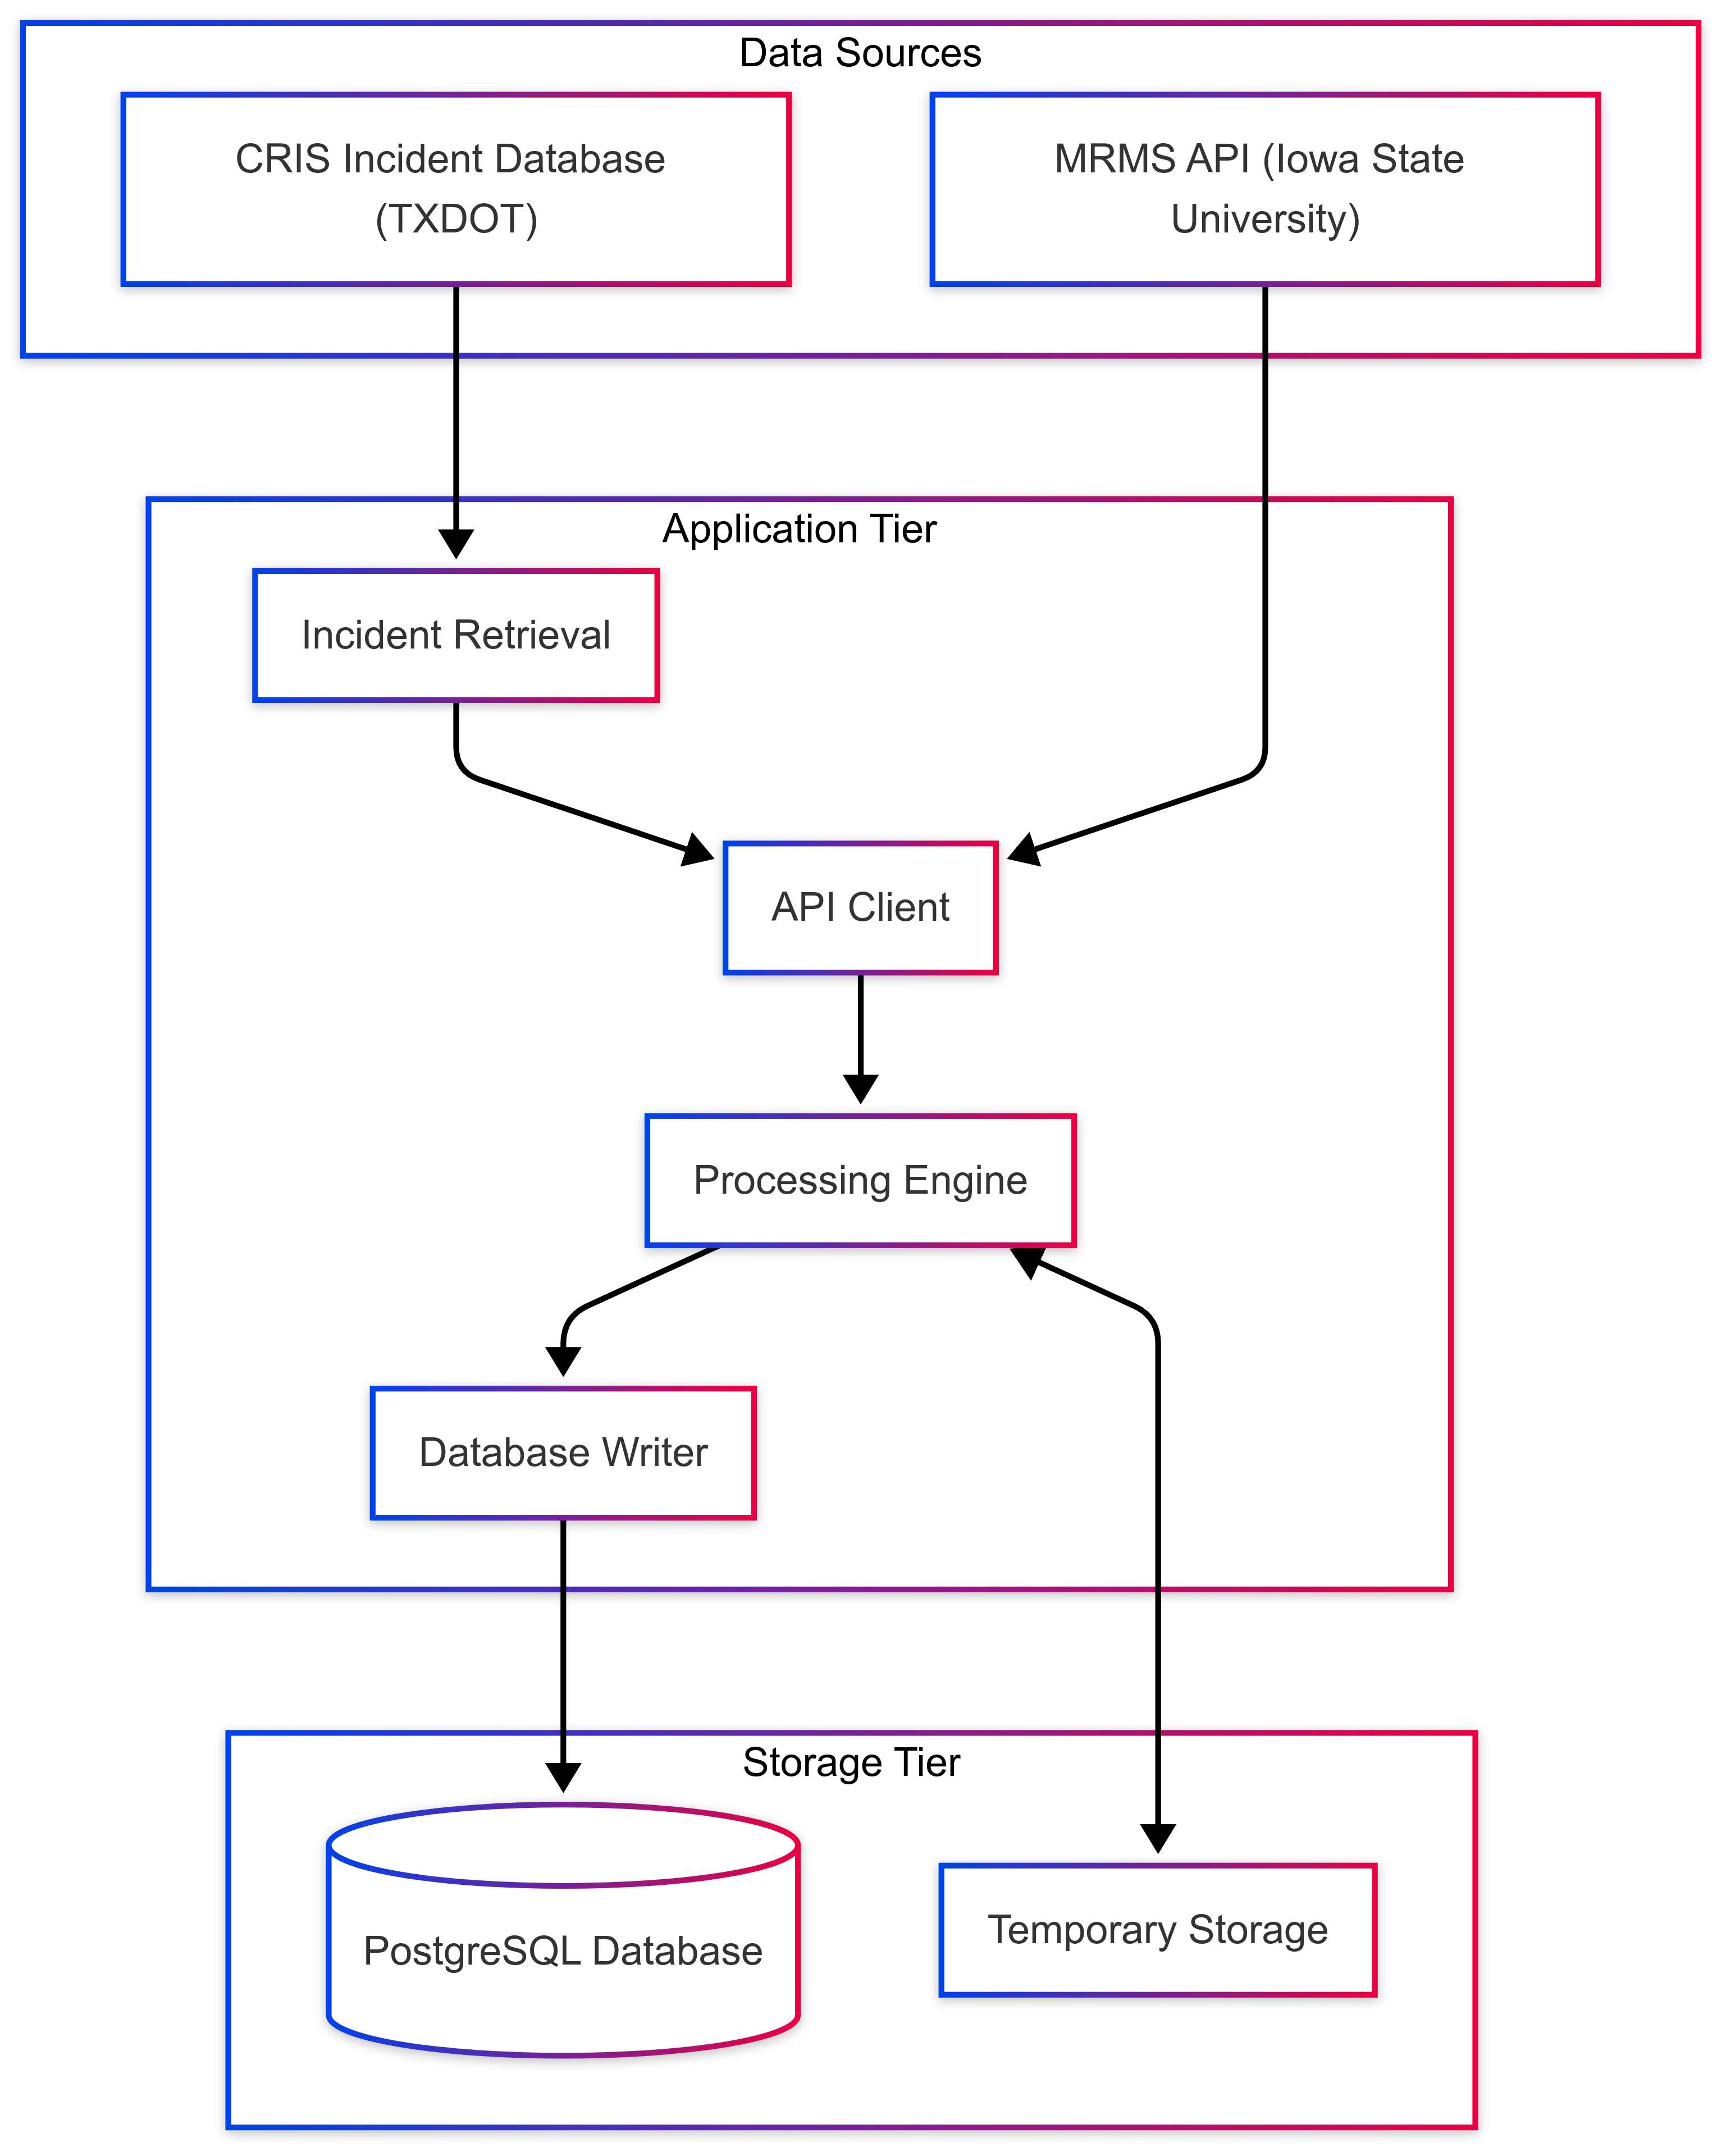 Data Sources
CRIS Incident Database
(TXDOT)
MRMS API (Iowa State
University)
Application Tier
Incident Retrieval
API Client
Processing Engine
Database Writer
Storage Tier
PostgreSQL Database
Temporary Storage